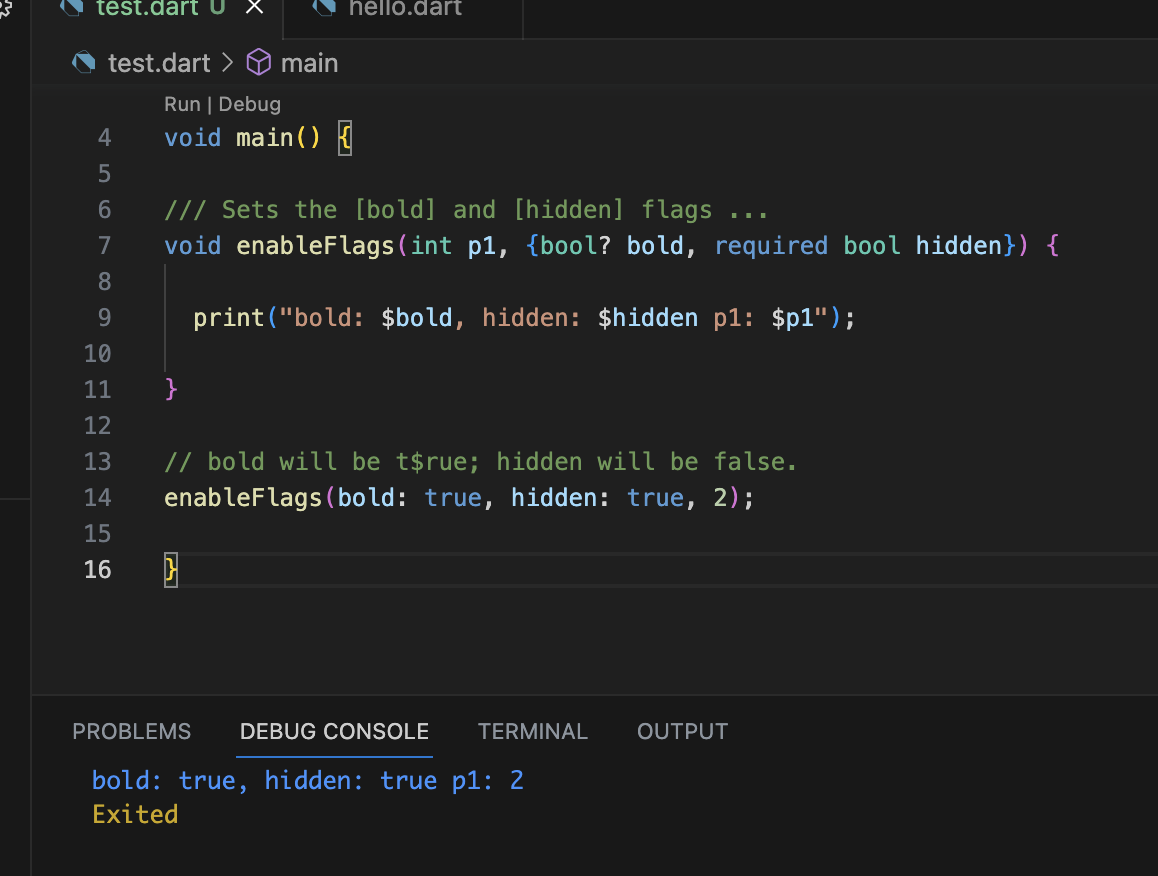 test.dart U
hello.dart
test.dart > main
Run | Debug
4 void main() {
5
6 /// Sets the [bold] and [hidden] flags ...
7 void enableFlags(int p1, {bool? bold, required bool hidden}) {
8
9 print("bold: $bold, hidden: $hidden p1: $p1");
10
11 }
12
13 // bold will be t$rue; hidden will be false.
14 enableFlags(bold: true, hidden: true, 2);
15
16 }
PROBLEMS DEBUG CONSOLE TERMINAL OUTPUT
bold: true, hidden: true p1: 2
Exited